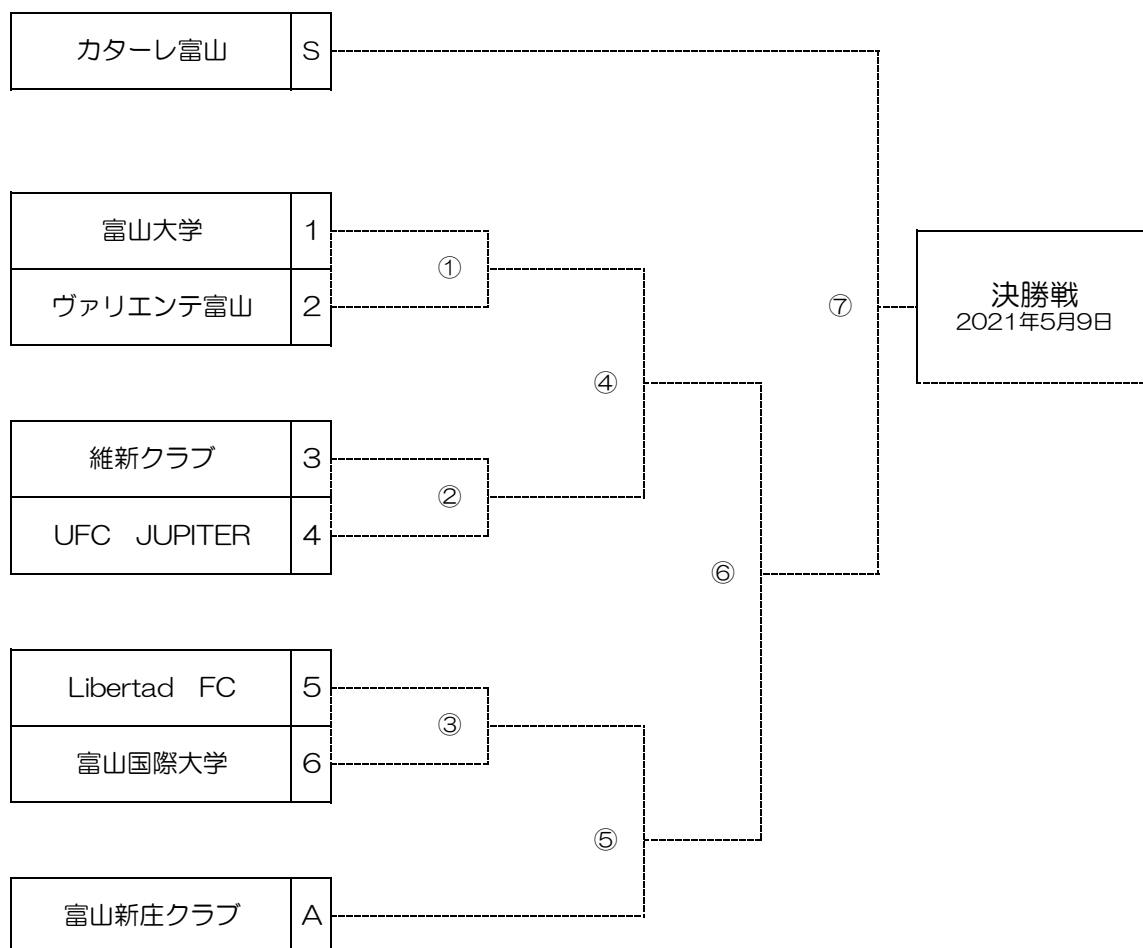 カターレ富山 S
富山大学 1
①
ヴァリエンテ富山 2
⑦
決勝戦
2021年5月9日
④
維新クラブ 3
②
UFC JUPITER 4
⑥
Libertad FC 5
③
富山国際大学 6
⑤
富山新庄クラブ A